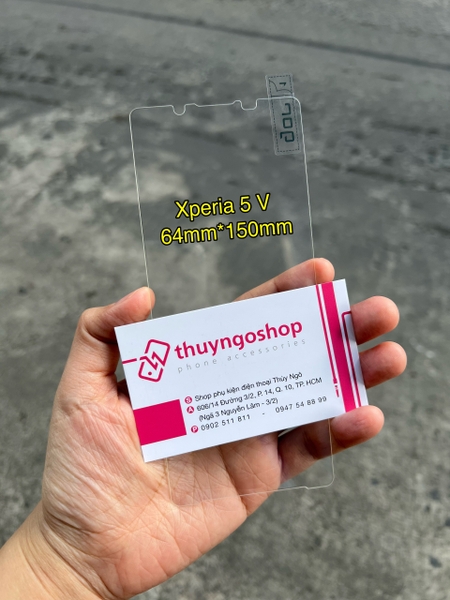 Xperia 5 V
64mm*150mm
thuyngoshop
phone accessories
S Shop phụ kiện điện thoại Thùy Ngô
A 606/14 Đường 3/2, P. 14, Q. 10, TP. HCM
(Ngã 3 Nguyễn Lâm - 3/2)
P 0902 511 811 - 0947 54 88 99